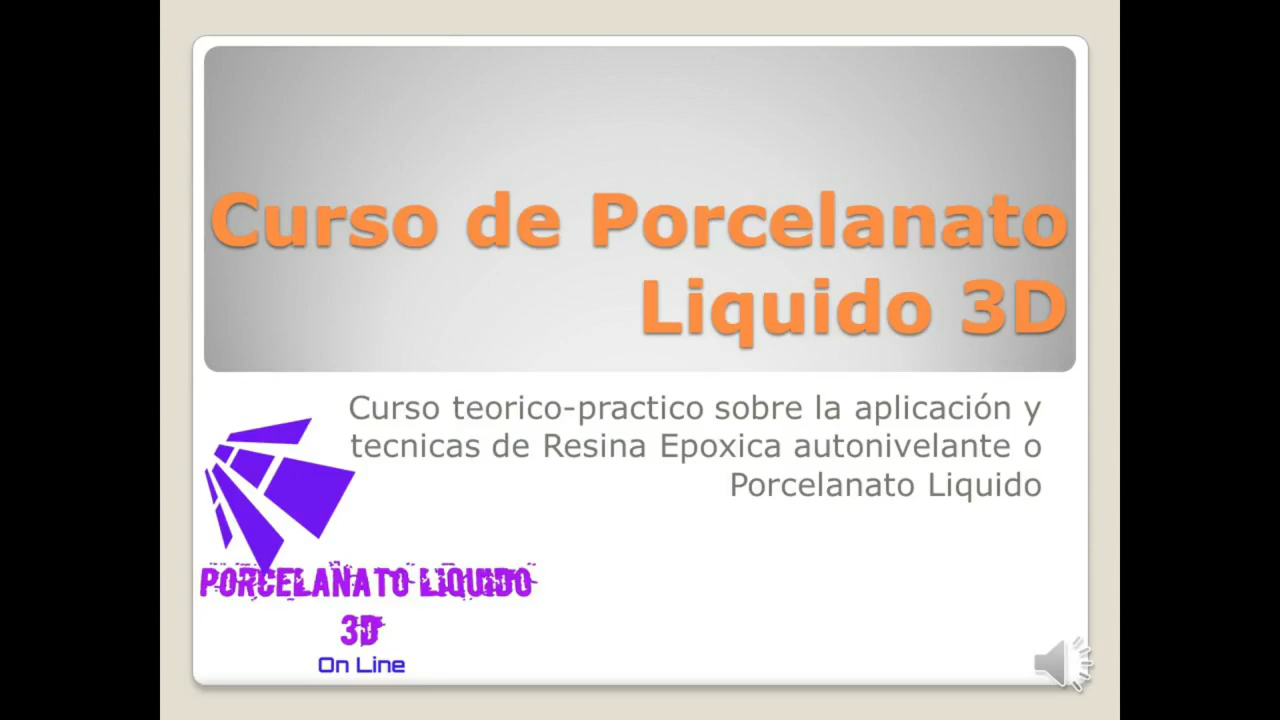 Curso de Porcelanato
Liquido 3D
Curso teorico-practico sobre la aplicación y
tecnicas de Resina Epoxica autonivelante o
Porcelanato Liquido
PORCELANATO LIQUIDO
3D
On Line